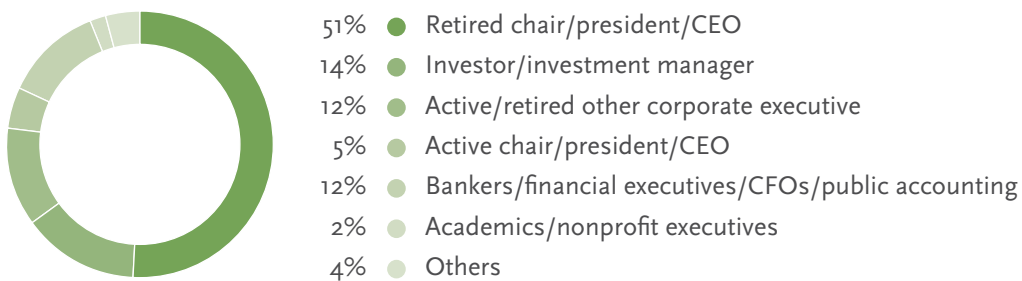 51% Retired chair/president/CEO
14% Investor/investment manager
12% Active/retired other corporate executive
5% Active chair/president/CEO
12% Bankers/financial executives/CFOs/public accounting
2% Academics/nonprofit executives
4% Others